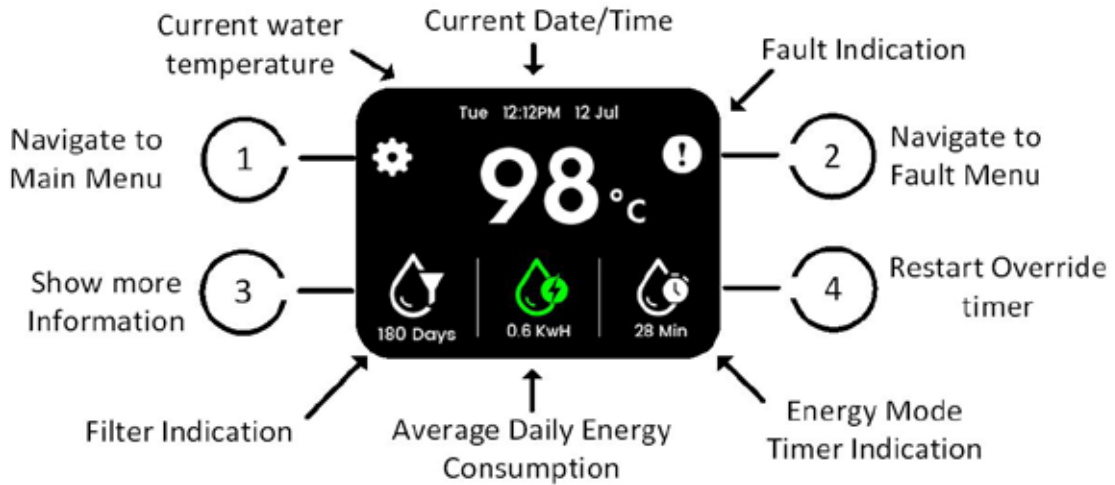 Current water
temperature
Current Date/Time
Fault Indication
Tue 12:12PM 12 Jul
Navigate to
Main Menu
1
!
2
Navigate to
Fault Menu
98 °C
Show more
Information
3
4
Restart Override
timer
180 Days
0.6 KwH
28 Min
Filter Indication
Average Daily Energy
Consumption
Energy Mode
Timer Indication